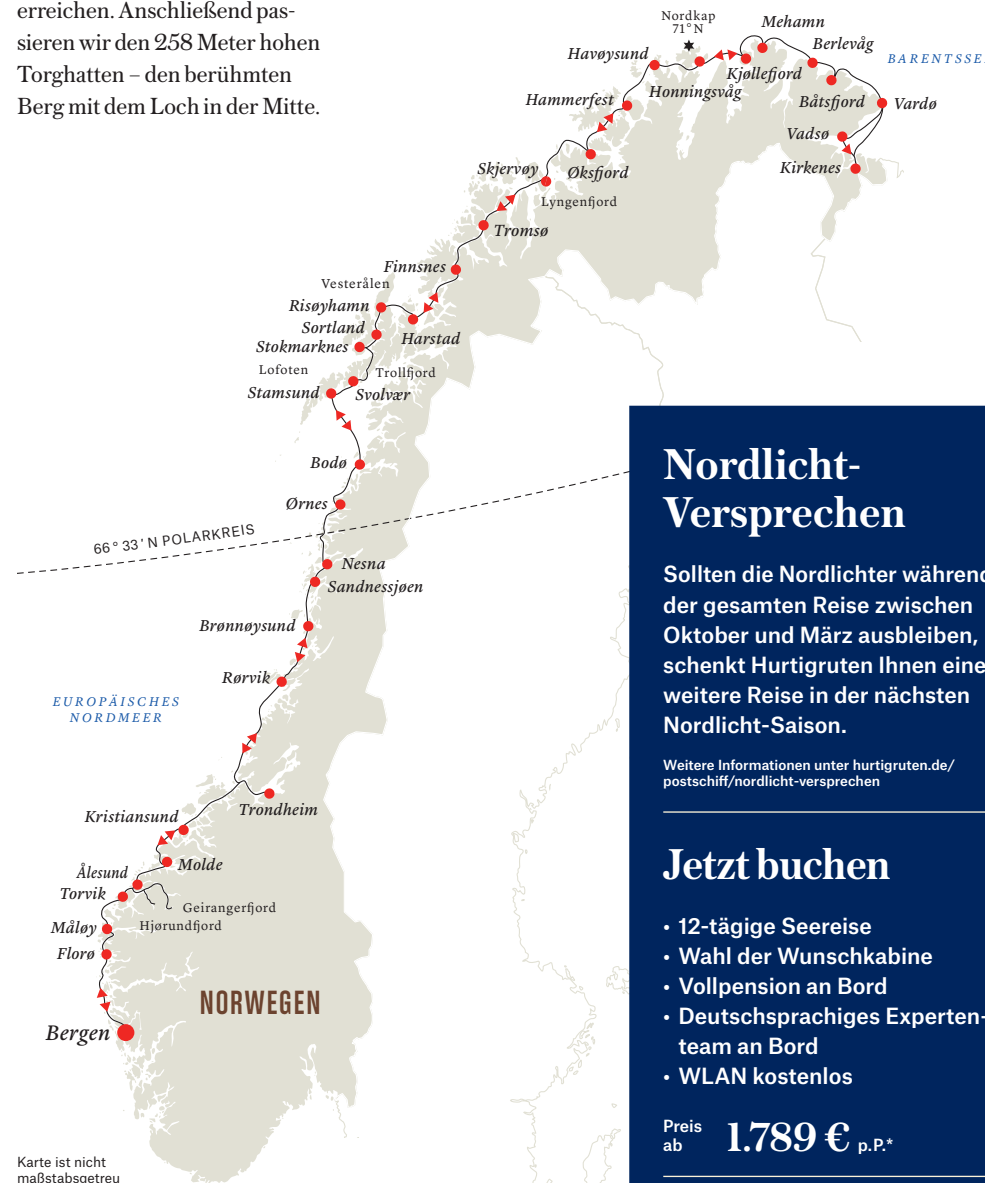 erreichen. Anschließend pas-
sieren wir den 258 Meter hohen
Torghatten – den berühmten
Berg mit dem Loch in der Mitte.
Nordkap
71° N
Mehamn
Berlevåg
Havøysund
BARENTSSE
Kjøllefjord
Honningsvåg
Hammerfest
Båtsfjord
Vardø
Vadsø
Kirkenes
Skjervøy
Øksfjord
Lyngenfjord
Tromsø
Finnsnes
Vesterålen
Risøyhamn
Sortland
Harstad
Stokmarknes
Lofoten
Trollfjord
Stamsund
Svolvær
Bodø
Ørnes
66° 33' N POLARKREIS
Nesna
Sandnessjøen
Brønnøysund
Rørvik
EUROPÄISCHES
NORDMEER
Trondheim
Kristiansund
Molde
Ålesund
Torvik
Geirangerfjord
Hjørundfjord
Måløy
Florø
NORWEGEN
Bergen
Karte ist nicht
maßstabsgetreu
Nordlicht-
Versprechen
Sollten die Nordlichter während
der gesamten Reise zwischen
Oktober und März ausbleiben,
schenkt Hurtigruten Ihnen eine
weitere Reise in der nächsten
Nordlicht-Saison.
Weitere Informationen unter hurtigruten.de/
postschiff/nordlicht-versprechen
Jetzt buchen
• 12-tägige Seereise
• Wahl der Wunschkabine
• Vollpension an Bord
• Deutschsprachiges Experten-
team an Bord
• WLAN kostenlos
Preis
ab 1.789 € p.P.*